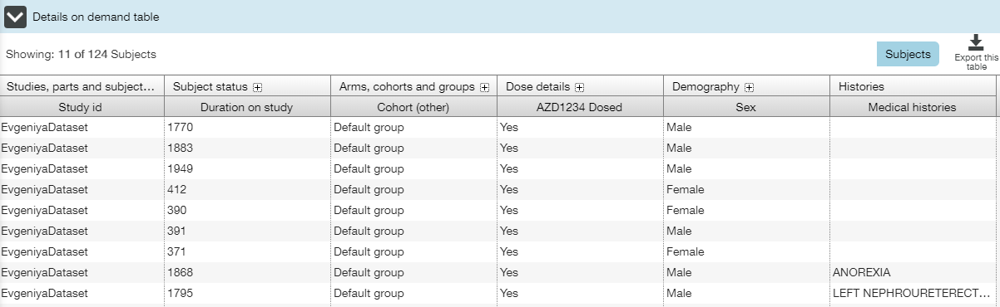 Details on demand table
Showing: 11 of 124 Subjects
Subjects
Export this
table
Studies, parts and subject... Subject status Arms, cohorts and groups Dose details Demography Histories
Study id Duration on study Cohort (other) AZD1234 Dosed Sex Medical histories
EvgeniyaDataset 1770 Default group Yes Male
EvgeniyaDataset 1883 Default group Yes Male
EvgeniyaDataset 1949 Default group Yes Male
EvgeniyaDataset 412 Default group Yes Female
EvgeniyaDataset 390 Default group Yes Female
EvgeniyaDataset 391 Default group Yes Male
EvgeniyaDataset 371 Default group Yes Female
EvgeniyaDataset 1868 Default group Yes Male ANOREXIA
EvgeniyaDataset 1795 Default group Yes Male LEFT NEPHROURETERECT...